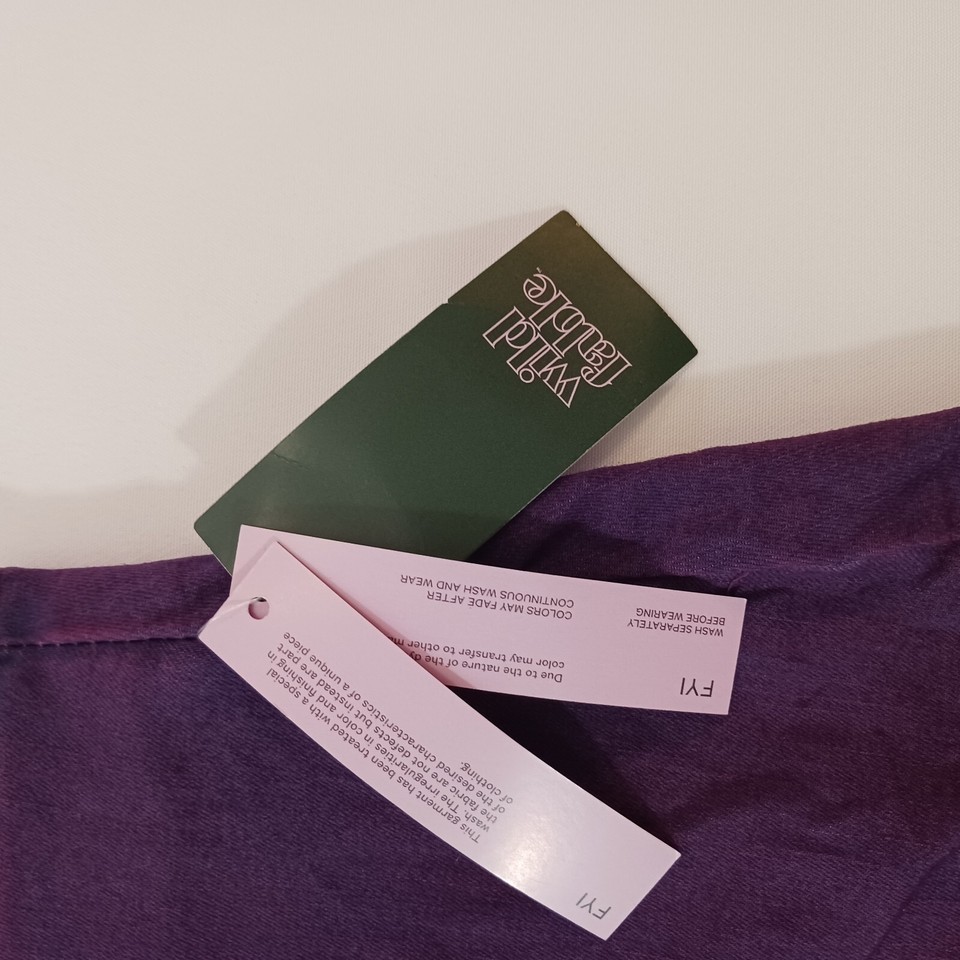 wild
fable
™
FYI
Due to the nature of the
color may transfer to other
WASH SEPARATELY
BEFORE WEARING
COLORS MAY FADE AFTER
CONTINUOUS WASH AND WEAR
FYI
This garment has been treated with a special
wash. The irregularities in color and finishing in
the fabric are not defects but instead are part
of the desired characteristics of a unique piece
of clothing.